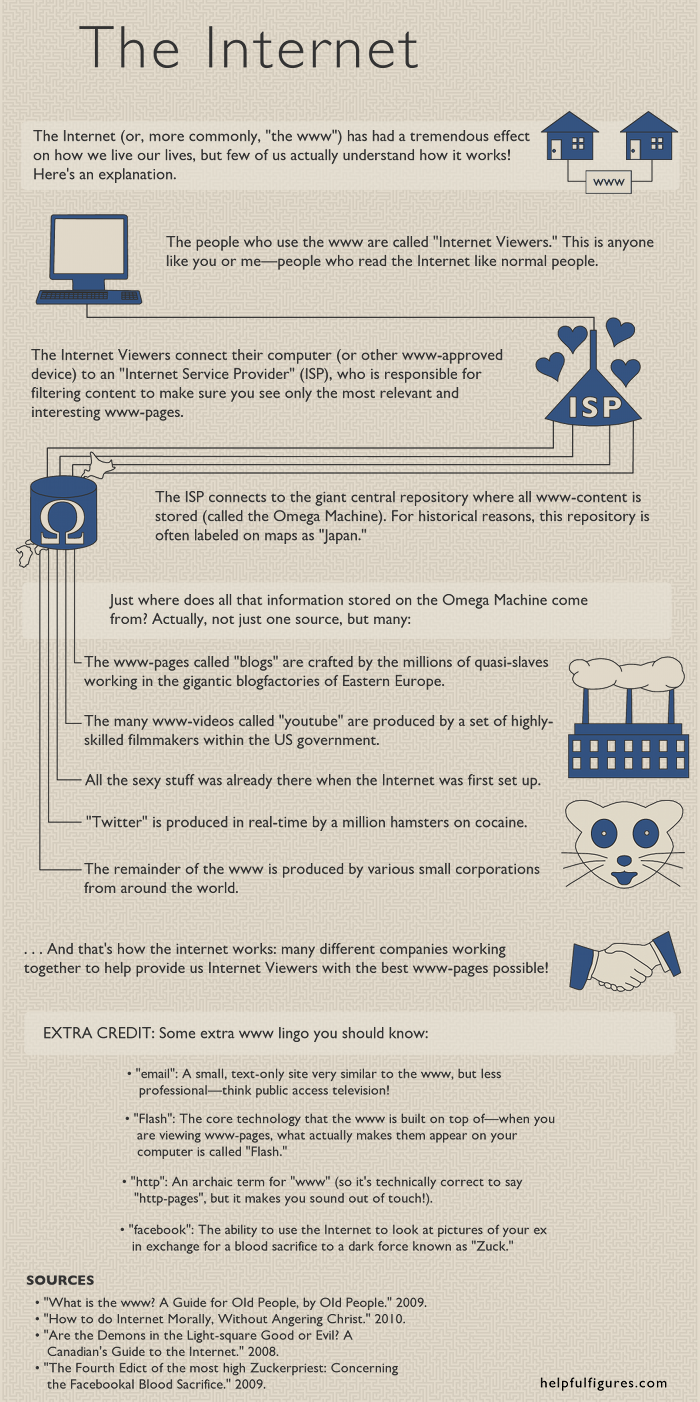 The Internet
The Internet (or, more commonly, "the www") has had a tremendous effect
on how we live our lives, but few of us actually understand how it works!
Here's an explanation.
www
The people who use the www are called "Internet Viewers." This is anyone
like you or me—people who read the Internet like normal people.
The Internet Viewers connect their computer (or other www-approved
device) to an "Internet Service Provider" (ISP), who is responsible for
filtering content to make sure you see only the most relevant and
interesting www-pages.
ISP
Ω
The ISP connects to the giant central repository where all www-content is
stored (called the Omega Machine). For historical reasons, this repository is
often labeled on maps as "Japan."
Just where does all that information stored on the Omega Machine come
from? Actually, not just one source, but many:
The www-pages called "blogs" are crafted by the millions of quasi-slaves
working in the gigantic blogfactories of Eastern Europe.
The many www-videos called "youtube" are produced by a set of highly-
skilled filmmakers within the US government.
All the sexy stuff was already there when the Internet was first set up.
"Twitter" is produced in real-time by a million hamsters on cocaine.
The remainder of the www is produced by various small corporations
from around the world.
. . . And that's how the internet works: many different companies working
together to help provide us Internet Viewers with the best www-pages possible!
EXTRA CREDIT: Some extra www lingo you should know:
• "email": A small, text-only site very similar to the www, but less
professional—think public access television!
• "Flash": The core technology that the www is built on top of—when you
are viewing www-pages, what actually makes them appear on your
computer is called "Flash."
• "http": An archaic term for "www" (so it's technically correct to say
"http-pages", but it makes you sound out of touch!).
• "facebook": The ability to use the Internet to look at pictures of your ex
in exchange for a blood sacrifice to a dark force known as "Zuck."
SOURCES
• "What is the www? A Guide for Old People, by Old People." 2009.
• "How to do Internet Morally, Without Angering Christ." 2010.
• "Are the Demons in the Light-square Good or Evil? A
Canadian's Guide to the Internet." 2008.
• "The Fourth Edict of the most high Zuckerpriest: Concerning
the Facebookal Blood Sacrifice." 2009.
helpfulfigures.com